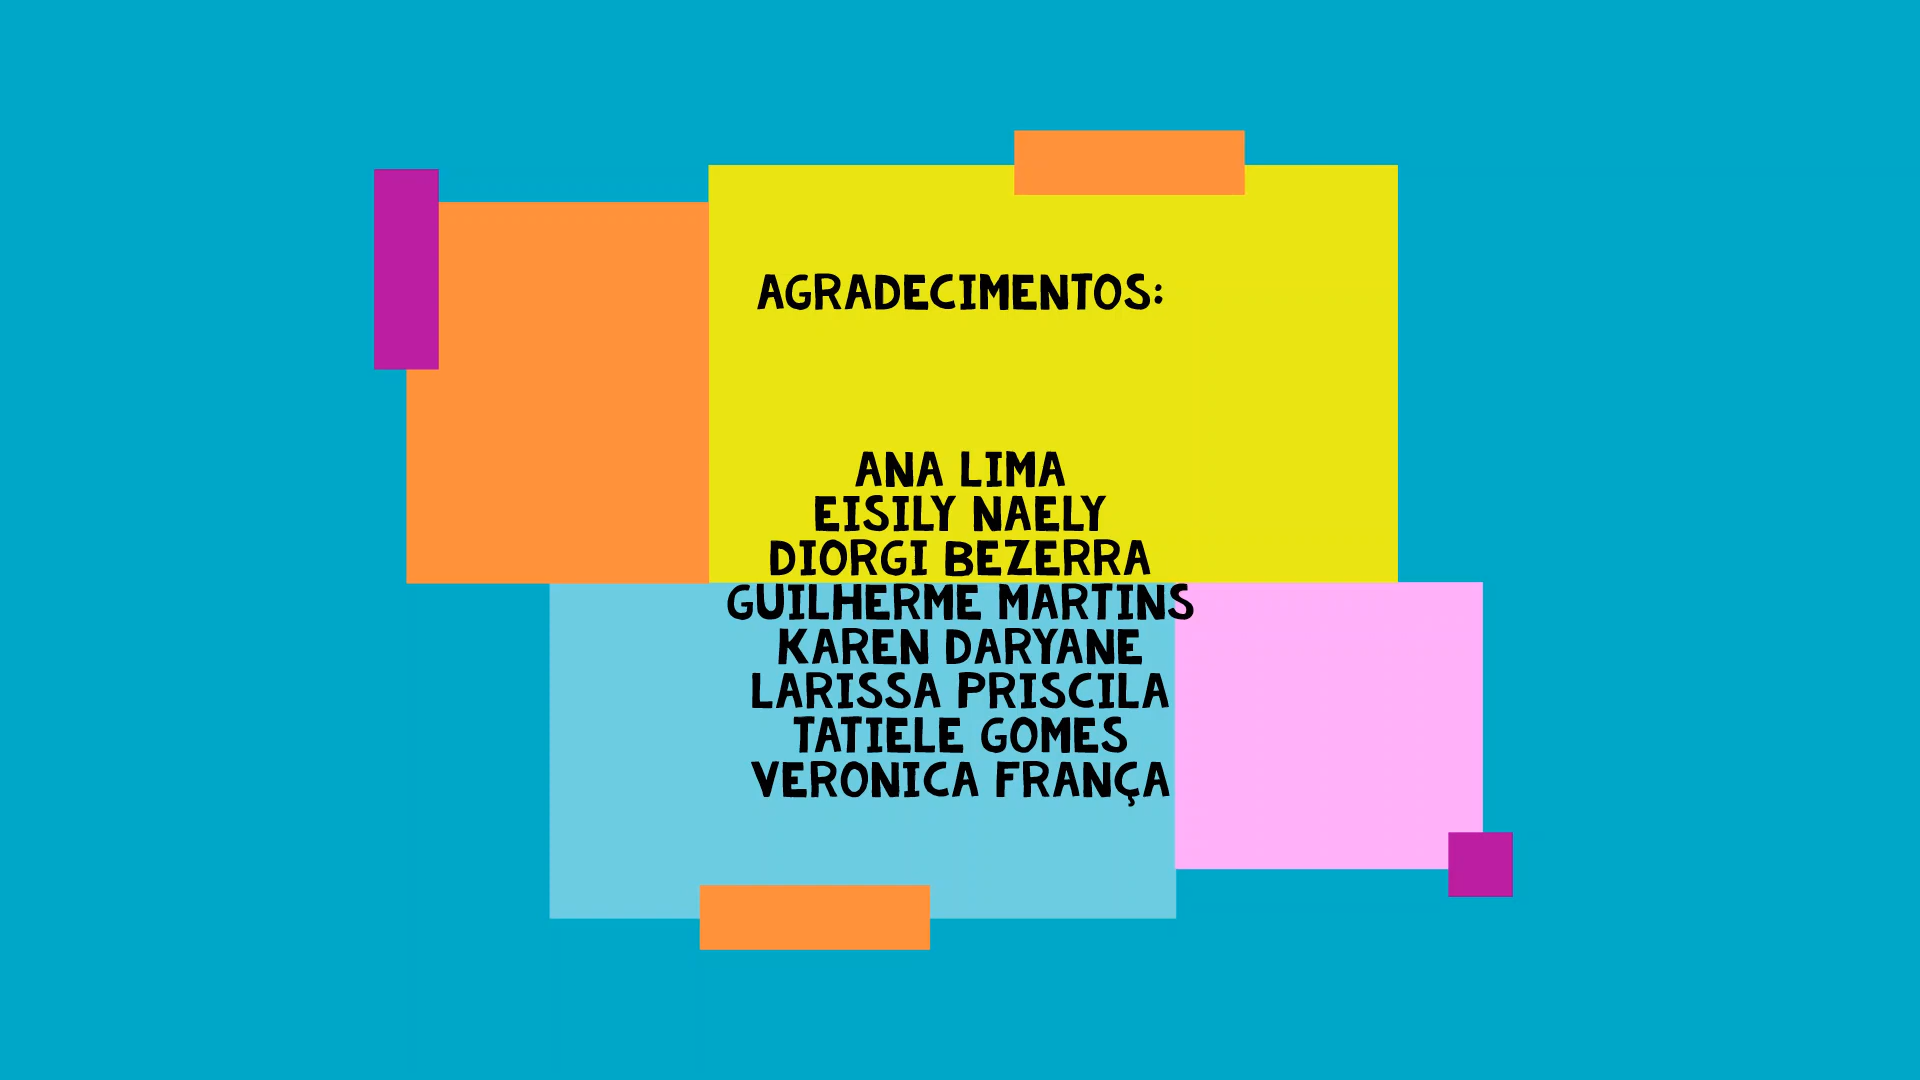 AGRADECIMENTOS:
ANA LIMA
EISILY NAELY
DIORGI BEZERRA
GUILHERME MARTINS
KAREN DARYANE
LARISSA PRISCILA
TATIELE GOMES
VERONICA FRANÇA